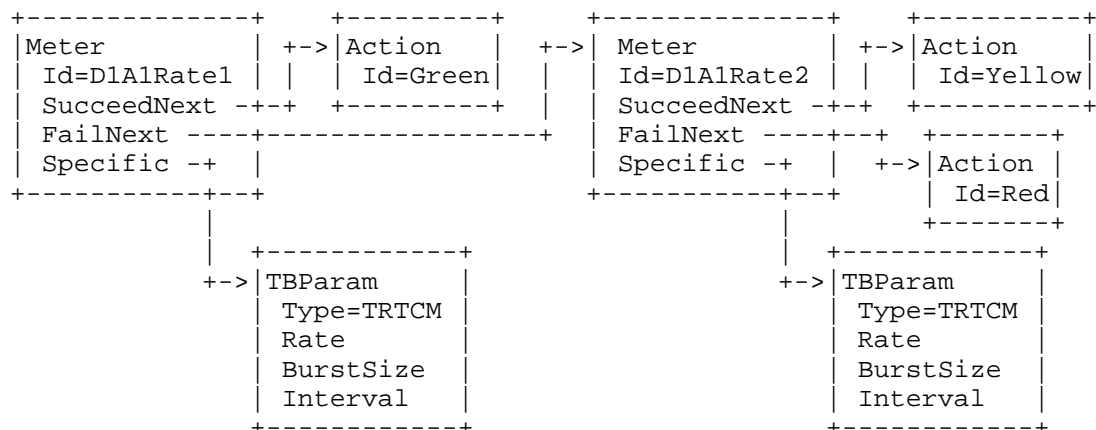 +--------------+     +---------+       +--------------+     +----------+
|Meter         | +->|Action   |  +->| Meter        | +->|Action    |
| Id=D1A1Rate1 | |  | Id=Green|  |  | Id=D1A1Rate2 | |  | Id=Yellow|
| SucceedNext -+-+  +---------+  |  | SucceedNext -+-+  +----------+
| FailNext ----+-----------------+  | FailNext ----+--+  +-------+
| Specific -+  |                    | Specific -+  |  +->|Action |
+-----------+--+                    +-----------+--+     | Id=Red|
            |                                   |        +-------+
            |  +------------+                   |  +------------+
            +->|TBParam     |                   +->|TBParam     |
               | Type=TRTCM |                      | Type=TRTCM |
               | Rate       |                      | Rate       |
               | BurstSize  |                      | BurstSize  |
               | Interval   |                      | Interval   |
               +------------+                      +------------+